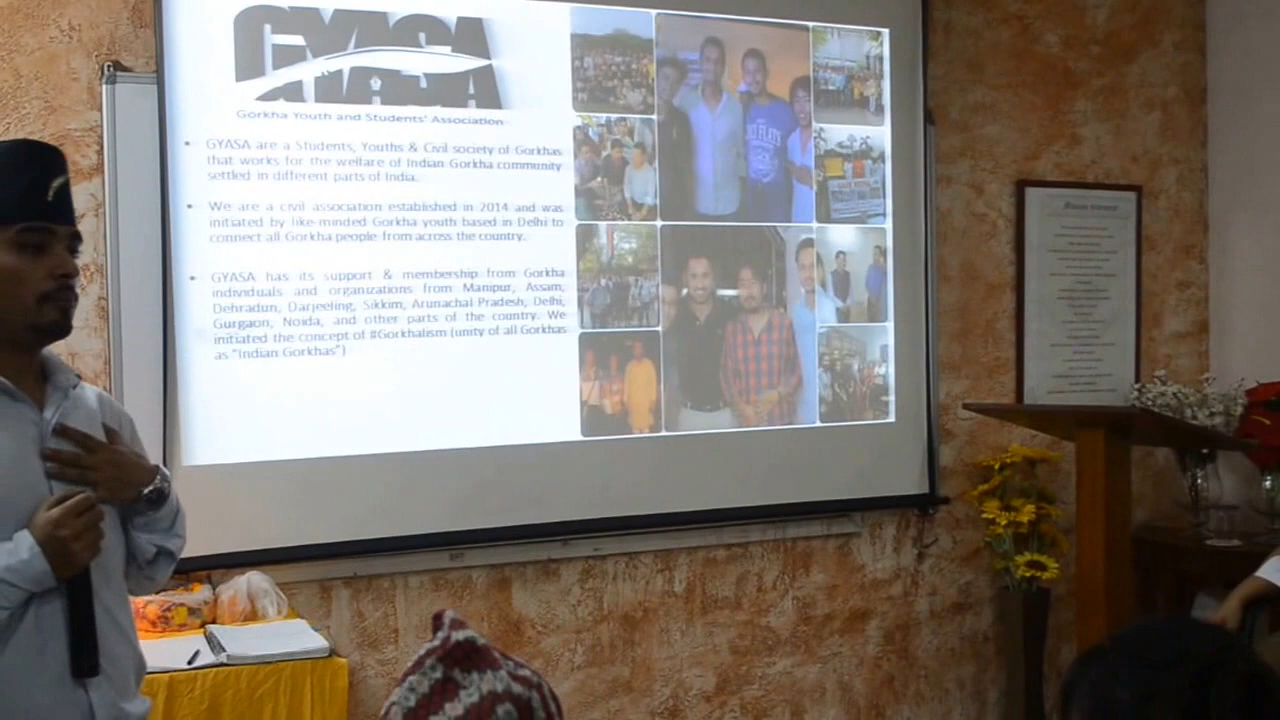 GYASA
Gorkha Youth and Students' Association
GYASA are a Students, Youths & Civil society of Gorkhas
that works for the welfare of Indian Gorkha community
settled in different parts of India.
We are a civil association established in 2014 and was
initiated by like-minded Gorkha youth based in Delhi to
connect all Gorkha people from across the country.
GYASA has its support & membership from Gorkha
individuals and organizations from Manipur, Assam,
Dehradun, Darjeeling, Sikkim, Arunachal Pradesh, Delhi,
Gurgaon, Noida, and other parts of the country. We
initiated the concept of #Gorkhalism (unity of all Gorkhas
as "Indian Gorkhas")